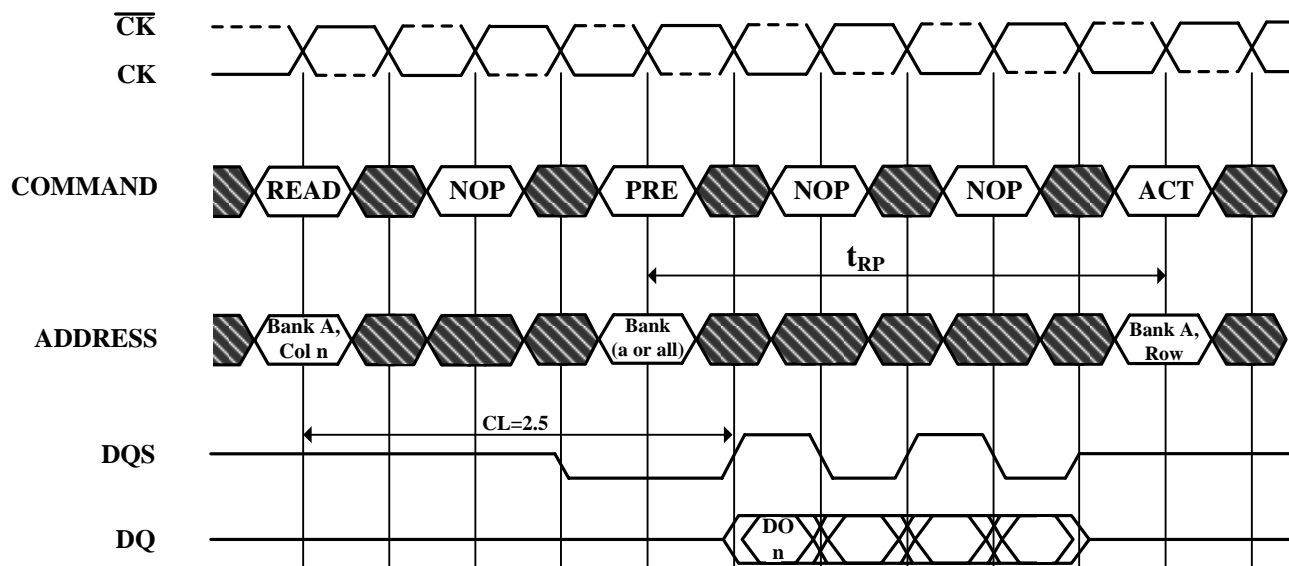 CK
CK
COMMAND
READ
NOP
PRE
NOP
NOP
ACT
tRP
ADDRESS
Bank A,
Col n
Bank
(a or all)
Bank A,
Row
CL=2.5
DQS
DQ
DO
n